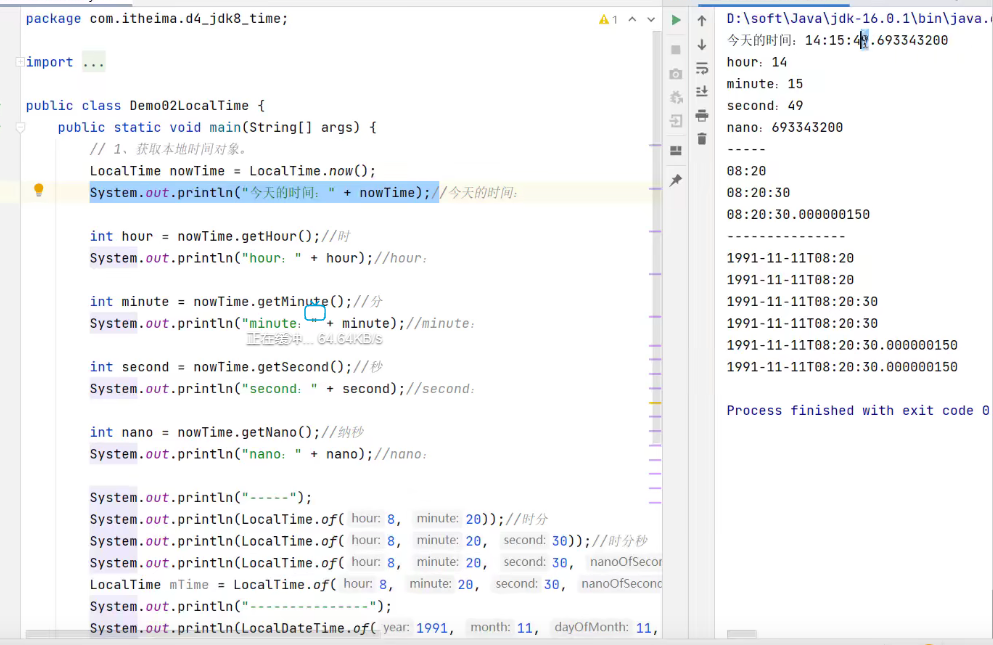 package com.itheima.d4_jdk8_time;
1
import ...
public class Demo02LocalTime {
public static void main(String[] args) {
// 1、获取本地时间对象。
LocalTime nowTime = LocalTime.now();
System.out.println("今天的时间：" + nowTime);//今天的时间：
int hour = nowTime.getHour();//时
System.out.println("hour：" + hour);//hour：
int minute = nowTime.getMinute();//分
System.out.println("minute：" + minute);//minute：
正在缓冲... 64.64KB/s
int second = nowTime.getSecond();//秒
System.out.println("second：" + second);//second：
int nano = nowTime.getNano();//纳秒
System.out.println("nano：" + nano);//nano：
System.out.println("-----");
System.out.println(LocalTime.of( hour: 8, minute: 20));//时分
System.out.println(LocalTime.of( hour: 8, minute: 20, second: 30));//时分秒
System.out.println(LocalTime.of( hour: 8, minute: 20, second: 30, nanoOfSecon
LocalTime mTime = LocalTime.of( hour: 8, minute: 20, second: 30, nanoOfSecond
System.out.println("---------------");
System.out.println(LocalDateTime.of( year: 1991, month: 11, dayOfMonth: 11,
D:\soft\Java\jdk-16.0.1\bin\java.
今天的时间：14:15:49.693343200
hour：14
minute：15
second：49
nano：693343200
-----
08:20
08:20:30
08:20:30.000000150
---------------
1991-11-11T08:20
1991-11-11T08:20
1991-11-11T08:20:30
1991-11-11T08:20:30
1991-11-11T08:20:30.000000150
1991-11-11T08:20:30.000000150
Process finished with exit code 0